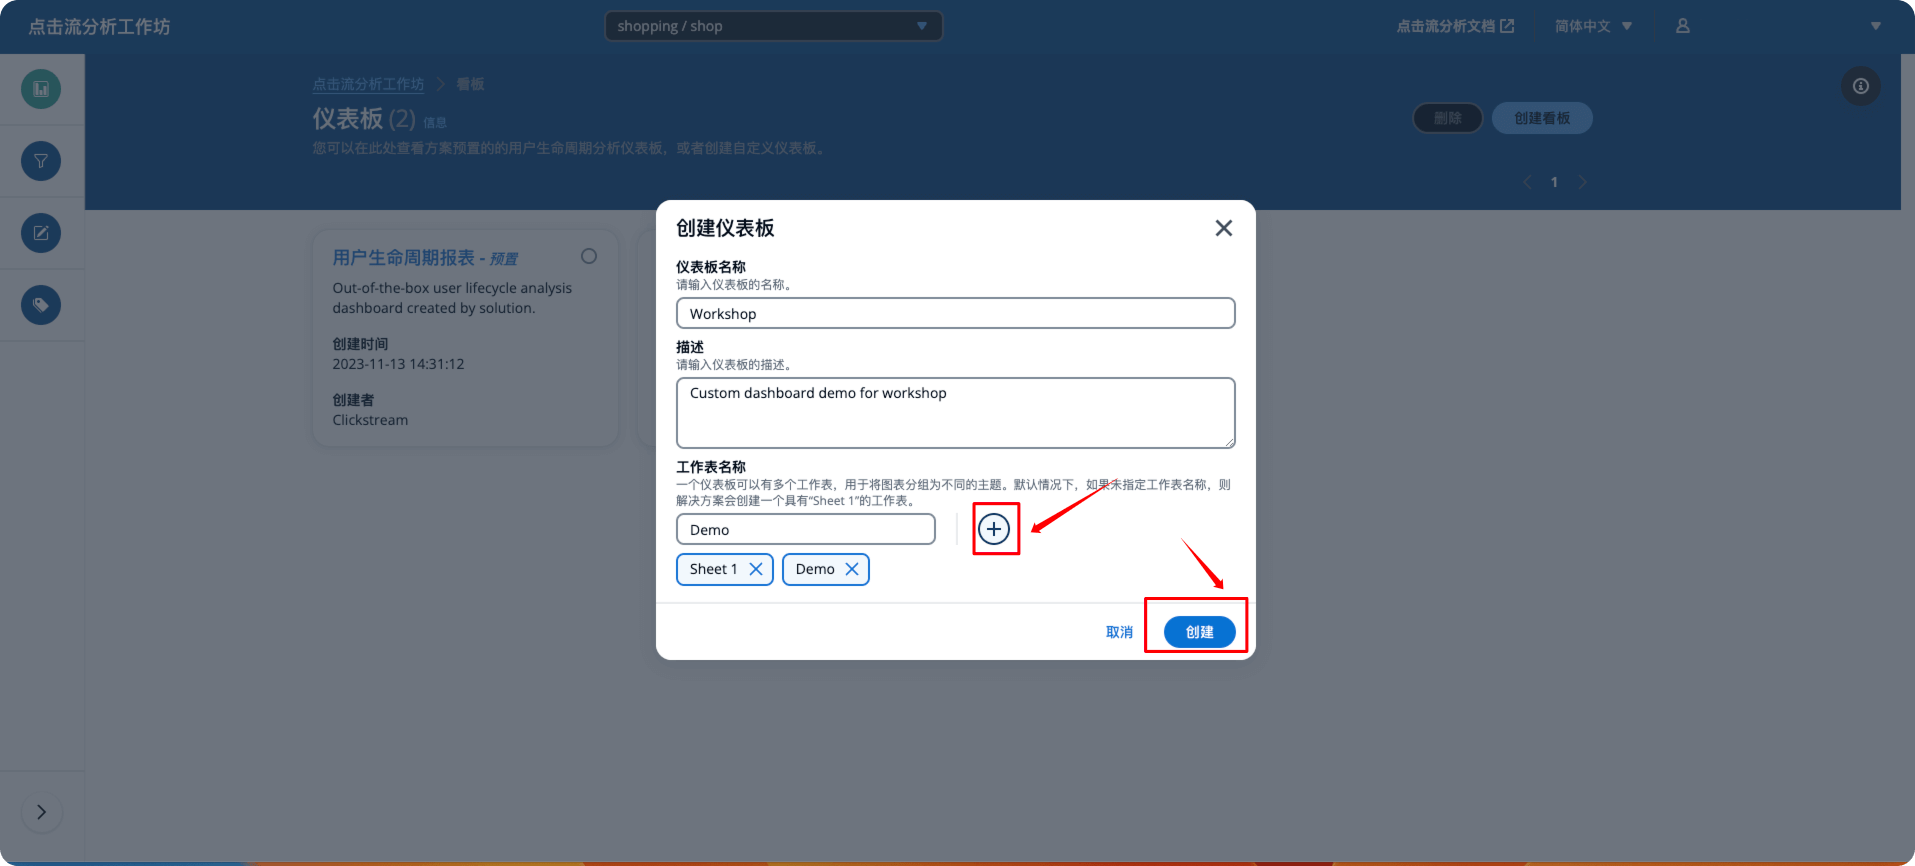 点击流分析工作坊
shopping / shop
点击流分析文档
简体中文
点击流分析工作坊 > 看板
仪表板 (2) 信息
您可以在此处查看方案预置的的用户生命周期分析仪表板，或者创建自定义仪表板。
删除
创建看板
1
用户生命周期报表 - 预置
Out-of-the-box user lifecycle analysis
dashboard created by solution.
创建时间
2023-11-13 14:31:12
创建者
Clickstream
创建仪表板
仪表板名称
请输入仪表板的名称。
Workshop
描述
请输入仪表板的描述。
Custom dashboard demo for workshop
工作表名称
一个仪表板可以有多个工作表，用于将图表分组为不同的主题。默认情况下，如果未指定工作表名称，则
解决方案会创建一个具有“Sheet 1”的工作表。
Demo
Sheet 1
Demo
取消
创建